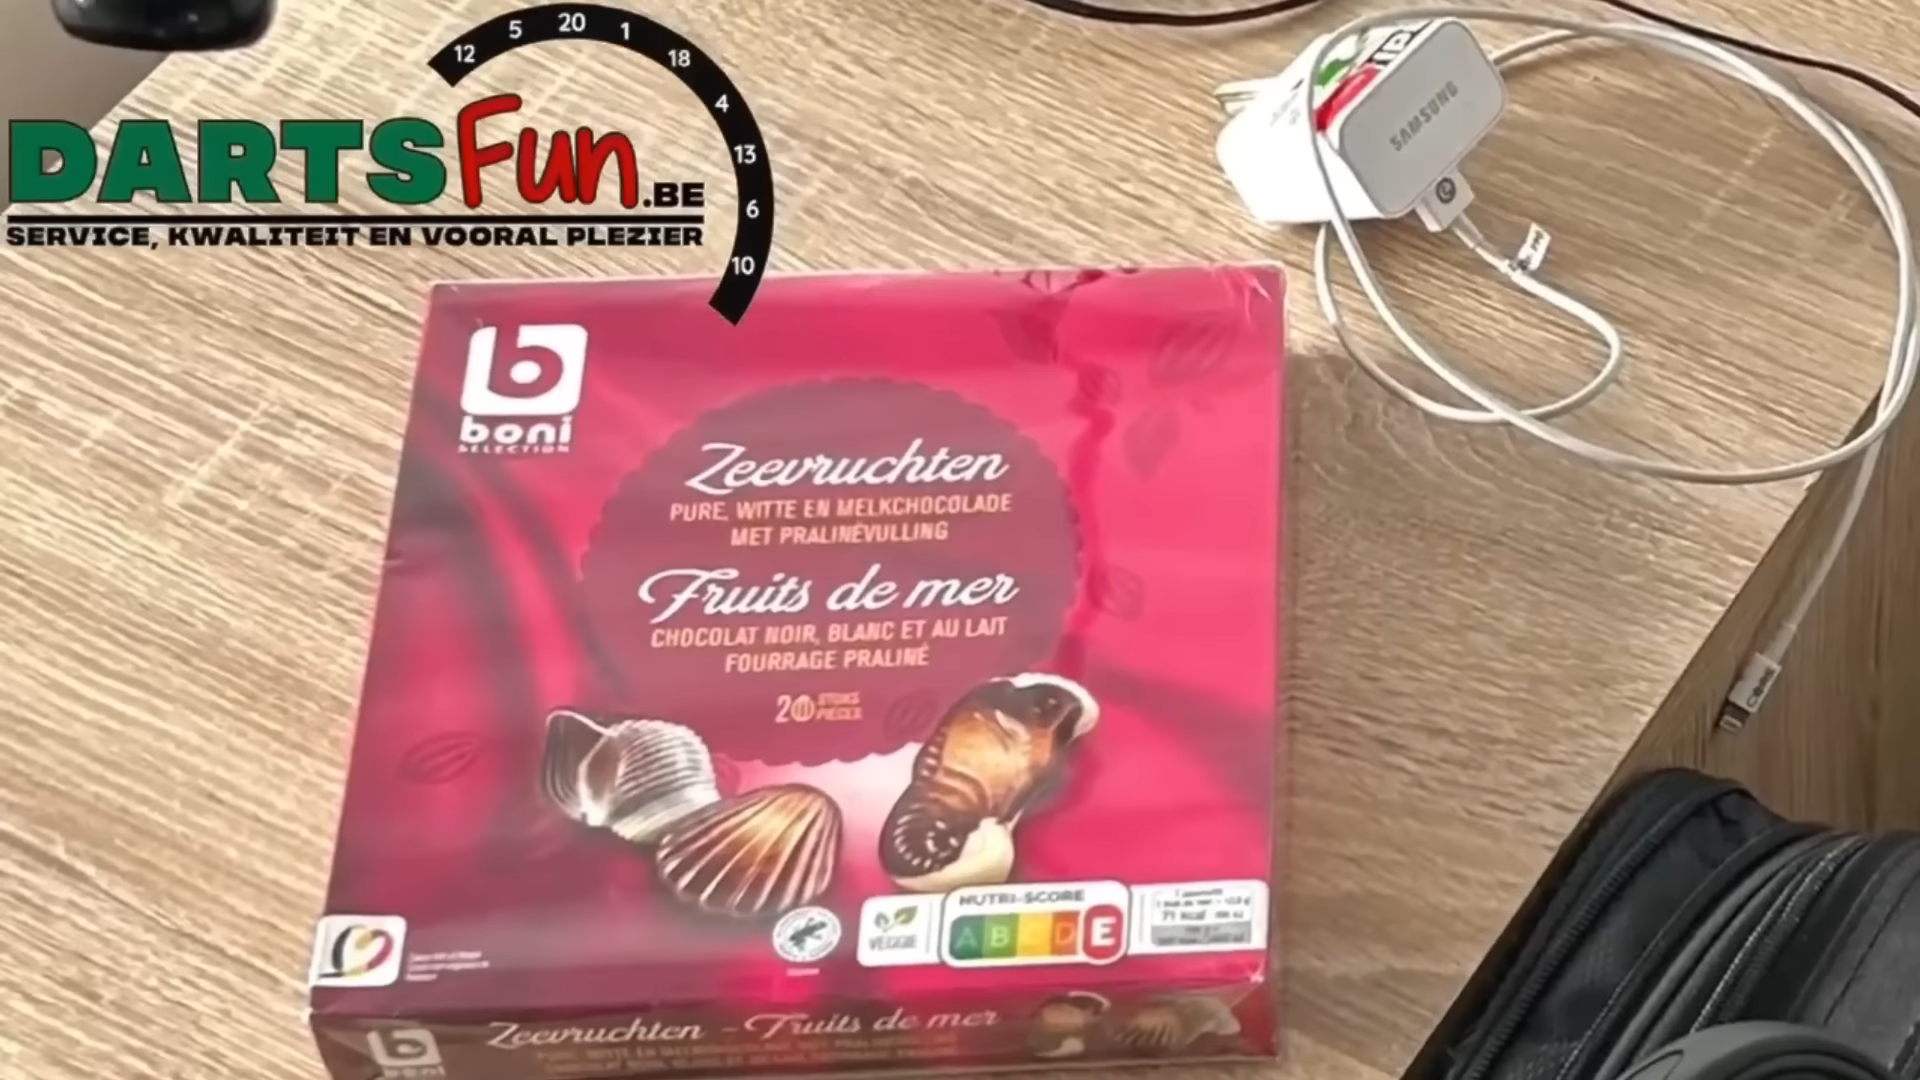 12 5 20 1 18 4 13 6 10
DARTSFun.BE
SERVICE, KWALITEIT EN VOORAL PLEZIER
SAMSUNG
b
boni
SELECTION
Zeevruchten
PURE, WITTE EN MELKCHOCOLADE
MET PRALINÉVULLING
Fruits de mer
CHOCOLAT NOIR, BLANC ET AU LAIT
FOURRAGE PRALINÉ
20 STUKS
PIÈCES
VEGGIE
NUTRI-SCORE
A B D E
71 kcal
b
boni
Zeevruchten - Fruits de mer